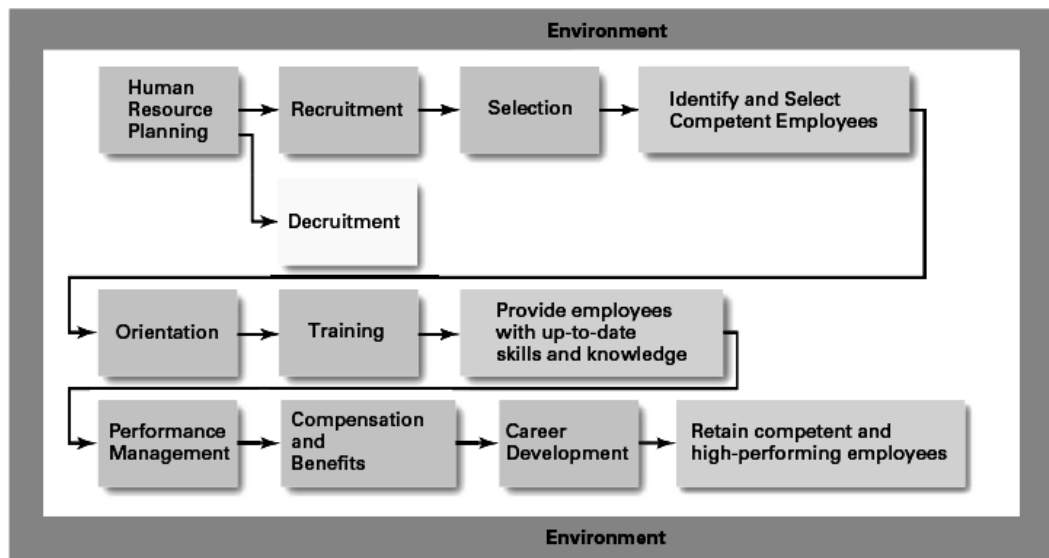 Environment
Human
Resource
Planning
Recruitment
Selection
Identify and Select
Competent Employees
Decruitment
Orientation
Training
Provide employees
with up-to-date
skills and knowledge
Performance
Management
Compensation
and
Benefits
Career
Development
Retain competent and
high-performing employees
Environment